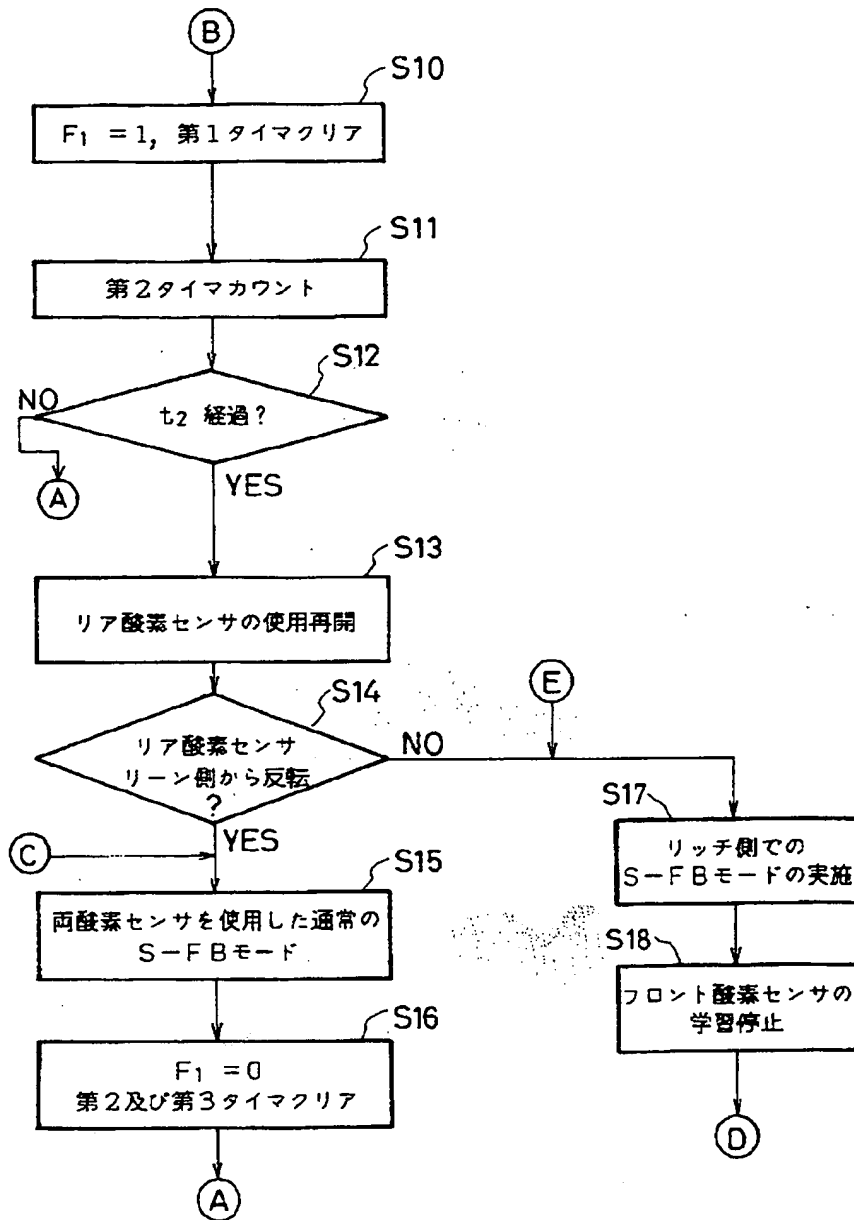 B
S10
F1 =1, 第1タイマクリア
S11
第2タイマカウント
S12
NO
t2 経過?
A
YES
S13
リア酸素センサの使用再開
S14
E
リア酸素センサ
リーン側から反転
?
NO
YES
C
S17
リッチ側での
S-FBモードの実施
S15
両酸素センサを使用した通常の
S-FBモード
S18
フロント酸素センサの
学習停止
S16
F1 =0
第2及び第3タイマクリア
D
A